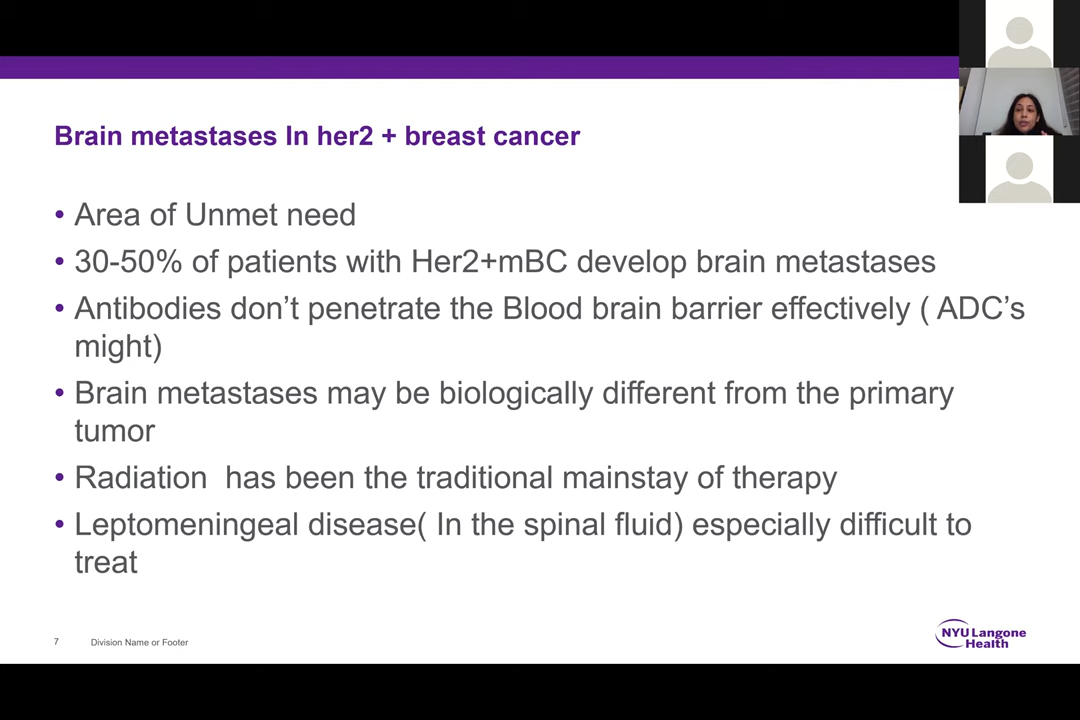 Brain metastases In her2 + breast cancer
• Area of Unmet need
• 30-50% of patients with Her2+mBC develop brain metastases
• Antibodies don’t penetrate the Blood brain barrier effectively ( ADC’s
might)
• Brain metastases may be biologically different from the primary
tumor
• Radiation  has been the traditional mainstay of therapy
• Leptomeningeal disease( In the spinal fluid) especially difficult to
treat
7 Division Name or Footer
NYU Langone
Health